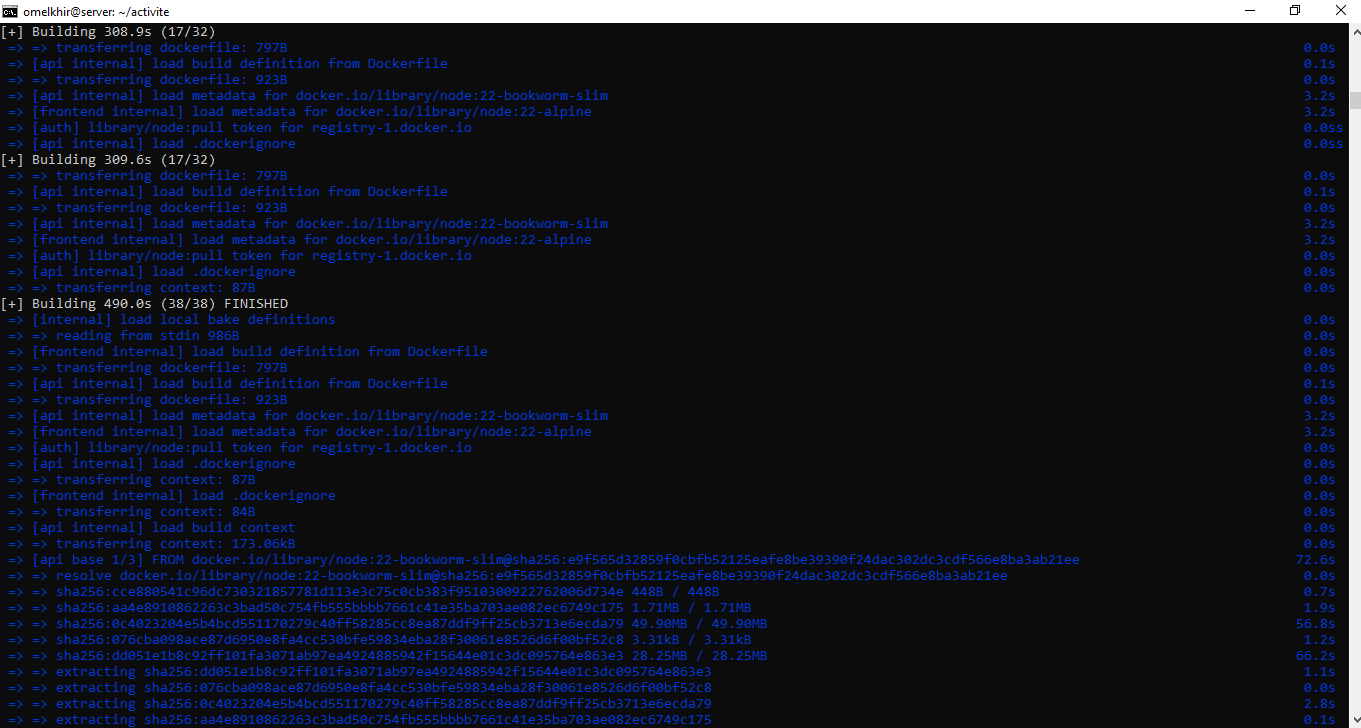 omelkhir@server: ~/activite
[+] Building 308.9s (17/32)
=> => transferring dockerfile: 797B 0.0s
=> [api internal] load build definition from Dockerfile 0.1s
=> => transferring dockerfile: 923B 0.0s
=> [api internal] load metadata for docker.io/library/node:22-bookworm-slim 3.2s
=> [frontend internal] load metadata for docker.io/library/node:22-alpine 3.2s
=> [auth] library/node:pull token for registry-1.docker.io 0.0ss
=> [api internal] load .dockerignore 0.0ss
[+] Building 309.6s (17/32)
=> => transferring dockerfile: 797B 0.0s
=> [api internal] load build definition from Dockerfile 0.1s
=> => transferring dockerfile: 923B 0.0s
=> [api internal] load metadata for docker.io/library/node:22-bookworm-slim 3.2s
=> [frontend internal] load metadata for docker.io/library/node:22-alpine 3.2s
=> [auth] library/node:pull token for registry-1.docker.io 0.0s
=> [api internal] load .dockerignore 0.0s
=> => transferring context: 87B 0.0s
[+] Building 490.0s (38/38) FINISHED
=> [internal] load local bake definitions 0.0s
=> => reading from stdin 986B 0.0s
=> [frontend internal] load build definition from Dockerfile 0.0s
=> => transferring dockerfile: 797B 0.0s
=> [api internal] load build definition from Dockerfile 0.1s
=> => transferring dockerfile: 923B 0.0s
=> [api internal] load metadata for docker.io/library/node:22-bookworm-slim 3.2s
=> [frontend internal] load metadata for docker.io/library/node:22-alpine 3.2s
=> [auth] library/node:pull token for registry-1.docker.io 0.0s
=> [api internal] load .dockerignore 0.0s
=> => transferring context: 87B 0.0s
=> [frontend internal] load .dockerignore 0.0s
=> => transferring context: 84B 0.0s
=> [api internal] load build context 0.0s
=> => transferring context: 173.06kB 0.0s
=> [api base 1/3] FROM docker.io/library/node:22-bookworm-slim@sha256:e9f565d32859f0cbfb52125eafe8be39390f24dac302dc3cdf566e8ba3ab21ee 72.6s
=> => resolve docker.io/library/node:22-bookworm-slim@sha256:e9f565d32859f0cbfb52125eafe8be39390f24dac302dc3cdf566e8ba3ab21ee 0.0s
=> => sha256:cce880541c96dc730321857781d113e3c75c0cb383f9510300922762006d734e 448B / 448B 0.7s
=> => sha256:aa4e8910862263c3bad50c754fb555bbbb7661c41e35ba703ae082ec6749c175 1.71MB / 1.71MB 1.9s
=> => sha256:0c4023204e5b4bcd551170279c40ff58285cc8ea87ddf9ff25cb3713e6ecda79 49.90MB / 49.90MB 56.8s
=> => sha256:076cba098ace87d6950e8fa4cc530bfe59834eba28f30061e8526d6f00bf52c8 3.31kB / 3.31kB 1.2s
=> => sha256:dd051e1b8c92ff101fa3071ab97ea4924885942f15644e01c3dc095764e863e3 28.25MB / 28.25MB 66.2s
=> => extracting sha256:dd051e1b8c92ff101fa3071ab97ea4924885942f15644e01c3dc095764e863e3 1.1s
=> => extracting sha256:076cba098ace87d6950e8fa4cc530bfe59834eba28f30061e8526d6f00bf52c8 0.0s
=> => extracting sha256:0c4023204e5b4bcd551170279c40ff58285cc8ea87ddf9ff25cb3713e6ecda79 2.8s
=> => extracting sha256:aa4e8910862263c3bad50c754fb555bbbb7661c41e35ba703ae082ec6749c175 0.1s